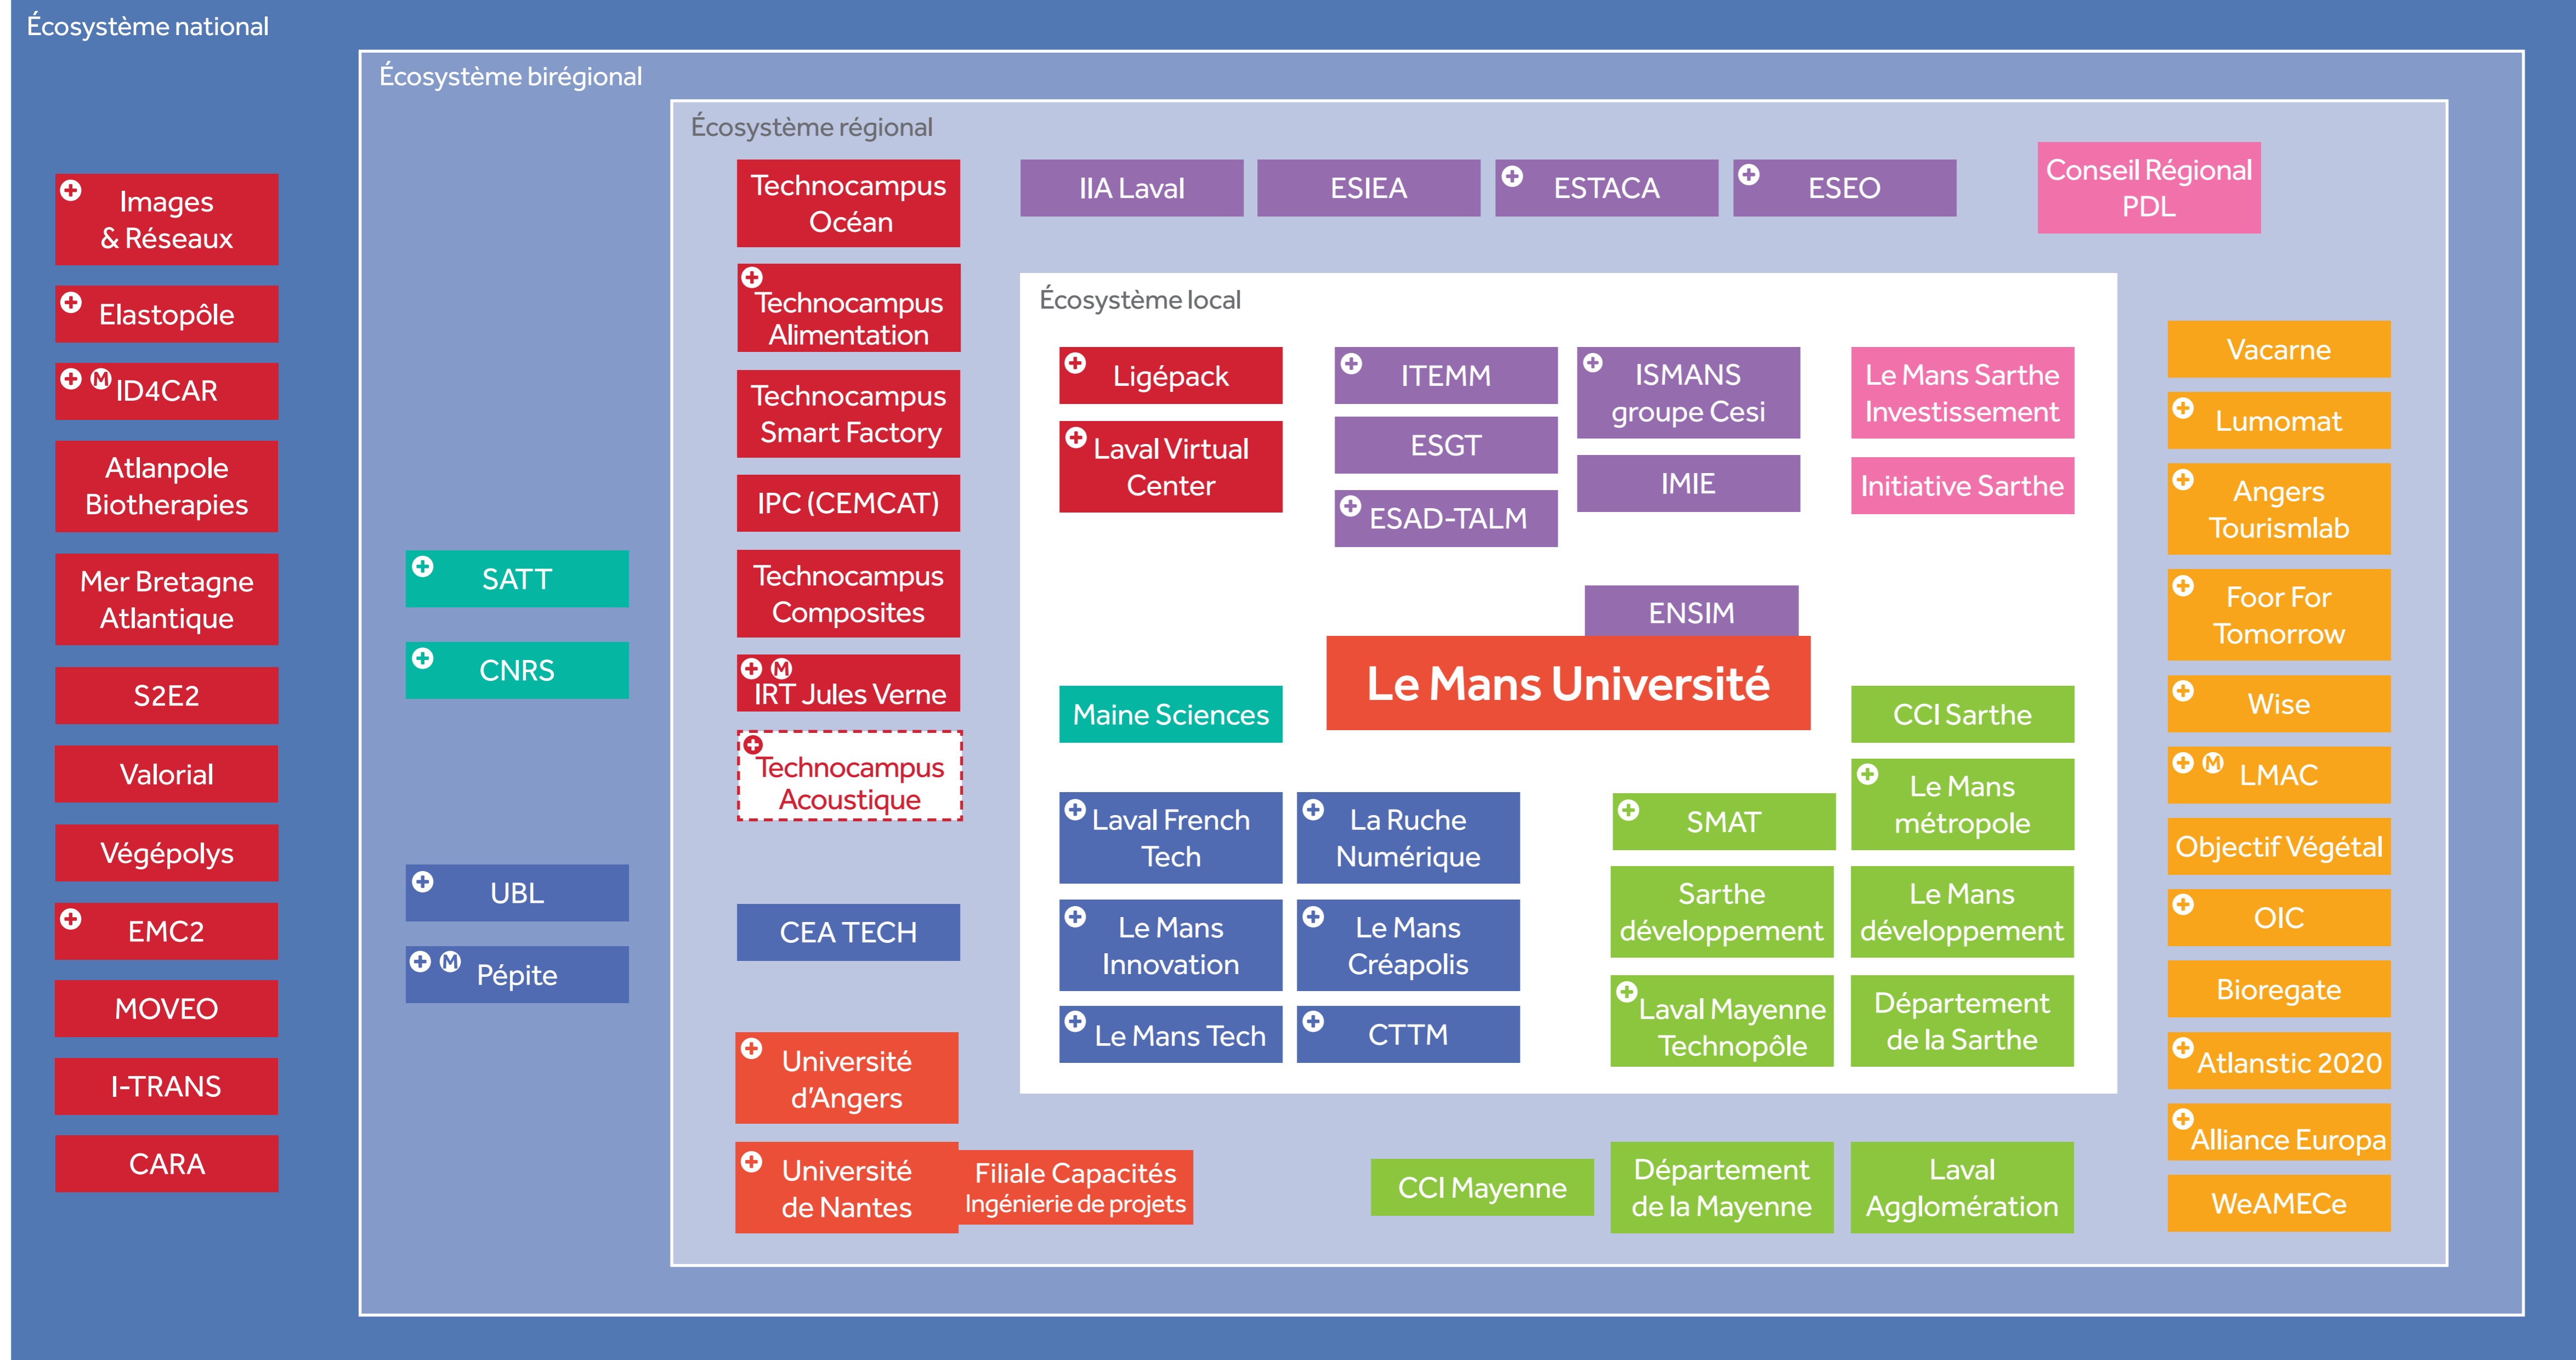 Écosystème national
Écosystème birégional
Écosystème régional
Écosystème local
Images
& Réseaux
Elastopôle
M
ID4CAR
Atlanpole
Biotherapies
Mer Bretagne
Atlantique
S2E2
Valorial
Végépolys
EMC2
MOVEO
I-TRANS
CARA
SATT
CNRS
UBL
M
Pépite
Technocampus
Océan
Technocampus
Alimentation
Technocampus
Smart Factory
IPC (CEMCAT)
Technocampus
Composites
M
IRT Jules Verne
Technocampus
Acoustique
CEA TECH
Université
d'Angers
Université
de Nantes
Filiale Capacités
Ingénierie de projets
IIA Laval
ESIEA
ESTACA
ESEO
Conseil Régional
PDL
Ligépack
Laval Virtual
Center
ITEMM
ESGT
ESAD-TALM
ISMANS
groupe Cesi
IMIE
Le Mans Sarthe
Investissement
Initiative Sarthe
ENSIM
Le Mans Université
Maine Sciences
Laval French
Tech
La Ruche
Numérique
Le Mans
Innovation
Le Mans
Créapolis
Le Mans Tech
CTTM
CCI Sarthe
SMAT
Le Mans
métropole
Sarthe
développement
Le Mans
développement
Laval Mayenne
Technopôle
Département
de la Sarthe
CCI Mayenne
Département
de la Mayenne
Laval
Agglomération
Vacarne
Lumomat
Angers
Tourismlab
Foor For
Tomorrow
Wise
M
LMAC
Objectif Végétal
OIC
Bioregate
Atlanstic 2020
Alliance Europa
WeAMECe